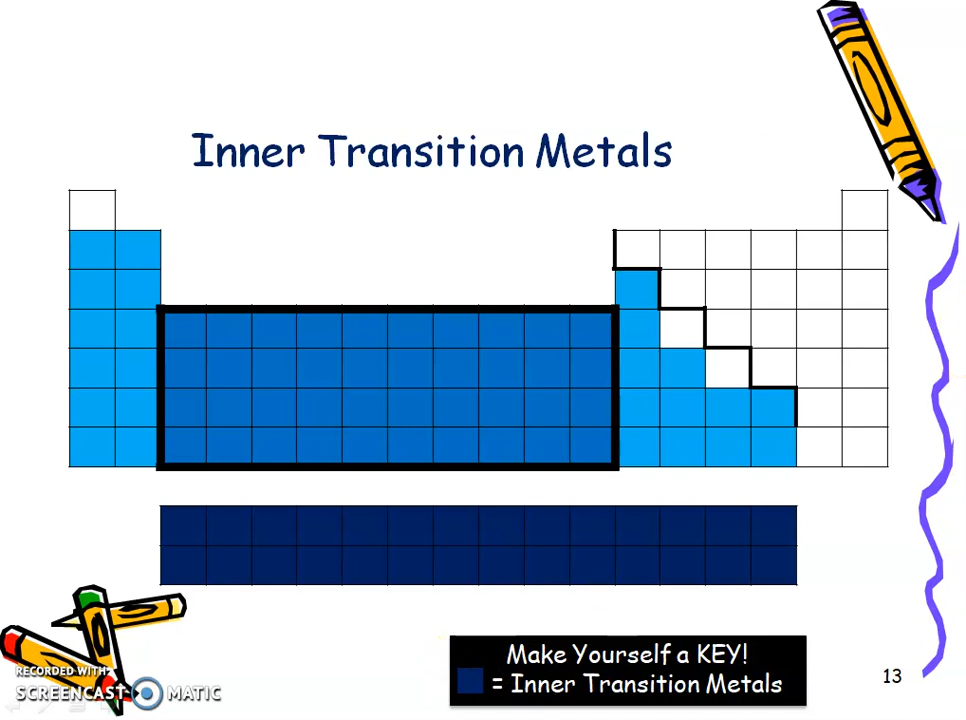 Inner Transition Metals
Make Yourself a KEY!
= Inner Transition Metals
13
RECORDED WITH
SCREENCAST MATIC